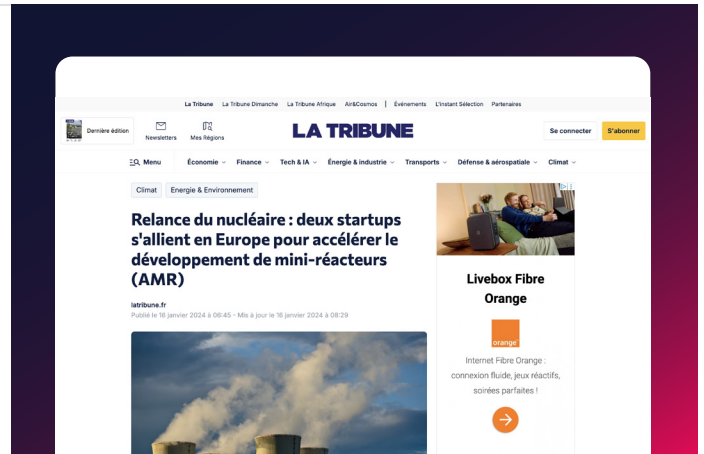 La Tribune La Tribune Dimanche La Tribune Afrique Air&Cosmos | Événements L'instant Sélection Partenaires
Dernière édition
Newsletters
Mes Régions
LA TRIBUNE
Se connecter
S'abonner
Menu
Économie
Finance
Tech & IA
Énergie & industrie
Transports
Défense & aérospatiale
Climat
Climat
Energie & Environnement
Relance du nucléaire : deux startups
s'allient en Europe pour accélérer le
développement de mini-réacteurs
(AMR)
latribune.fr
Publié le 16 janvier 2024 à 06:45 - Mis à jour le 16 janvier 2024 à 08:29
Livebox Fibre
Orange
orange
Internet Fibre Orange :
connexion fluide, jeux réactifs,
soirées parfaites !